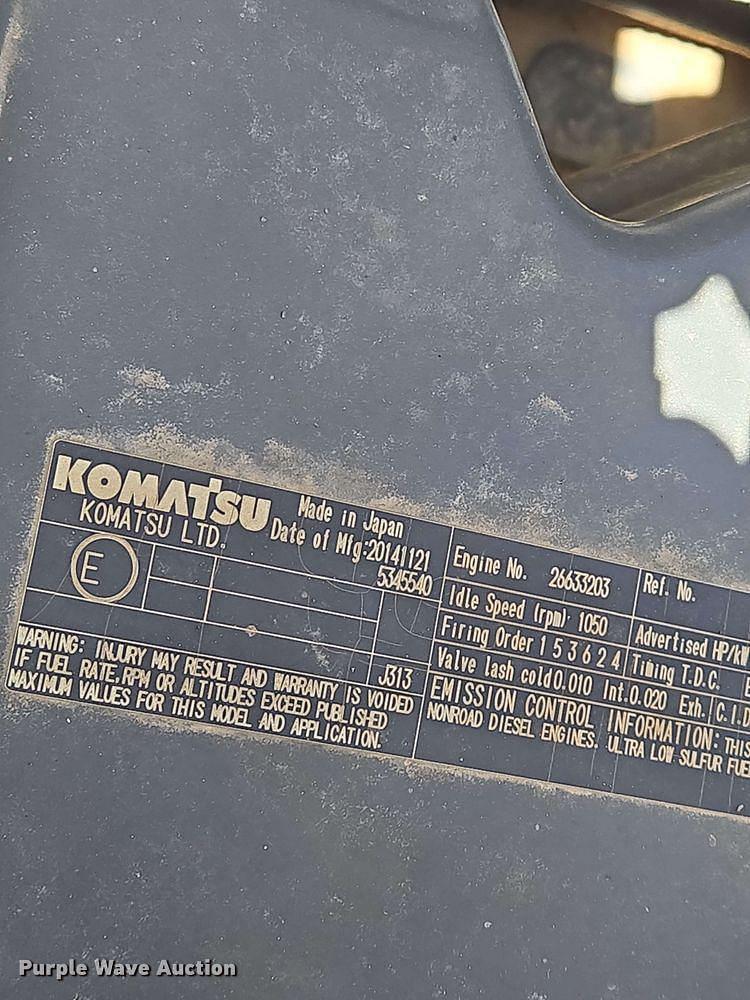 KOMATSU
KOMATSU LTD.
Made in Japan
Date of Mfg:20141121
5345540
E
J313
WARNING: INJURY MAY RESULT AND WARRANTY IS VOIDED
IF FUEL RATE.RPM OR ALTITUDES EXCEED PUBLISHED
MAXIMUM VALUES FOR THIS MODEL AND APPLICATION.
Engine No. 26633203
Ref. No.
Idle Speed (rpm) 1050
Advertised HP/kW
Firing Order 1 5 3 6 2 4
Timing T.D.C.
Valve lash cold 0.010 Int. 0.020 Exh.
EMISSION CONTROL INFORMATION: THIS
NONROAD DIESEL ENGINES. ULTRA LOW SULFUR FUE
Purple Wave Auction